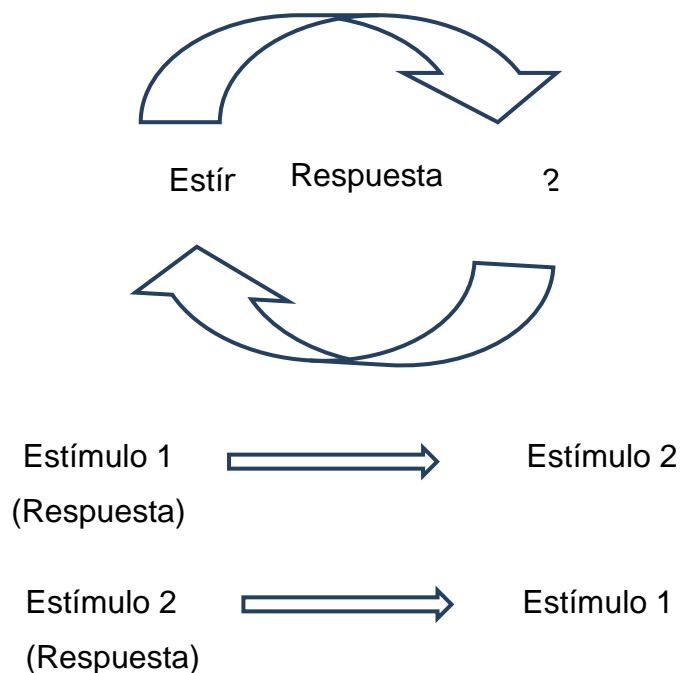 Estír Respuesta ?
Estímulo 1 Estímulo 2
(Respuesta)
Estímulo 2 Estímulo 1
(Respuesta)